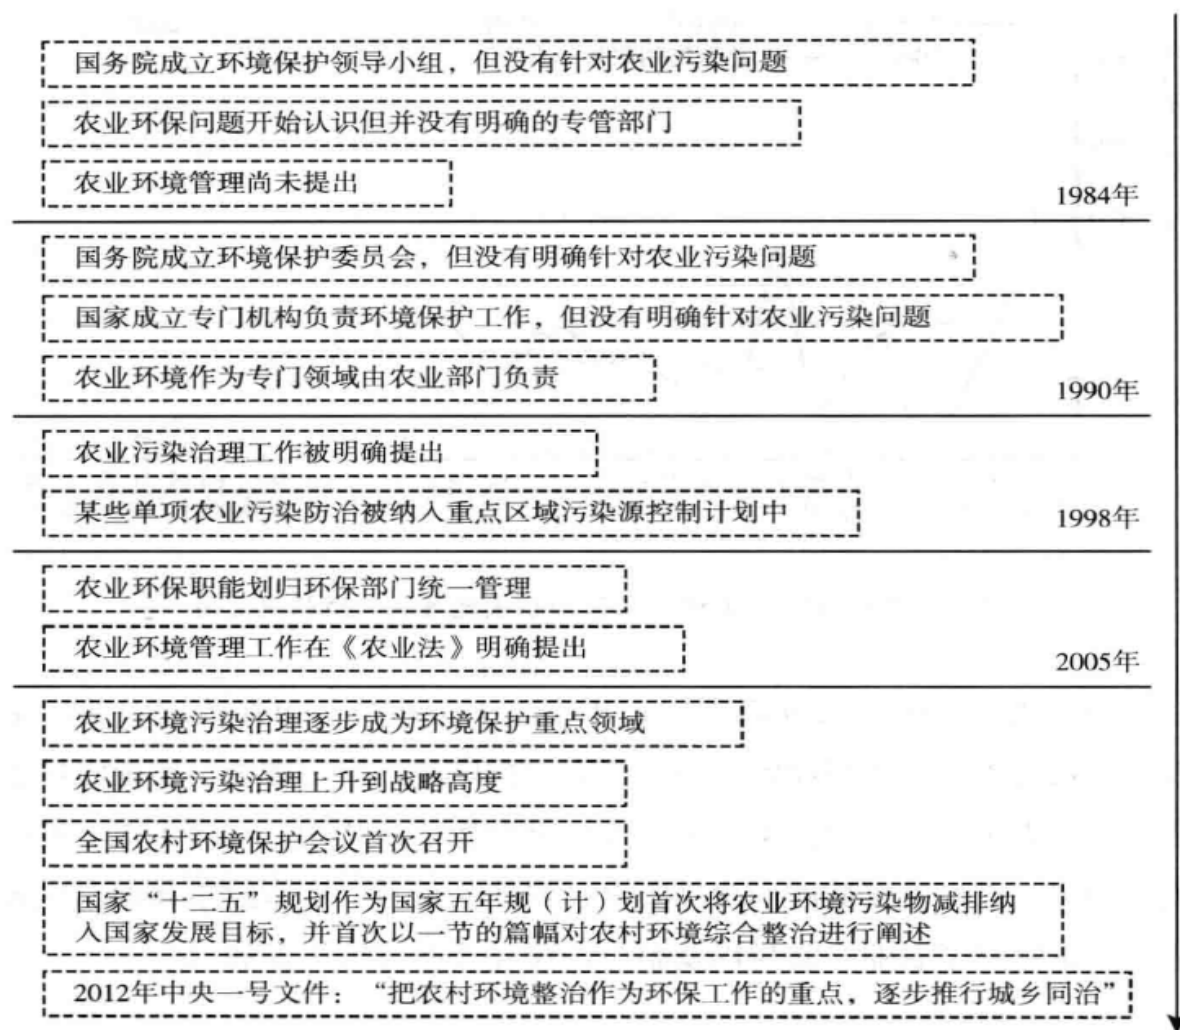 国务院成立环境保护领导小组，但没有针对农业污染问题
农业环保问题开始认识但并没有明确的专管部门
农业环境管理尚未提出
1984年
国务院成立环境保护委员会，但没有明确针对农业污染问题
国家成立专门机构负责环境保护工作，但没有明确针对农业污染问题
农业环境作为专门领域由农业部门负责
1990年
农业污染治理工作被明确提出
某些单项农业污染防治被纳入重点区域污染源控制计划中
1998年
农业环保职能划归环保部门统一管理
农业环境管理工作在《农业法》明确提出
2005年
农业环境污染治理逐步成为环境保护重点领域
农业环境污染治理上升到战略高度
全国农村环境保护会议首次召开
国家“十二五”规划作为国家五年规（计）划首次将农业环境污染物减排纳
入国家发展目标，并首次以一节的篇幅对农村环境综合整治进行阐述
2012年中央一号文件：“把农村环境整治作为环保工作的重点，逐步推行城乡同治”